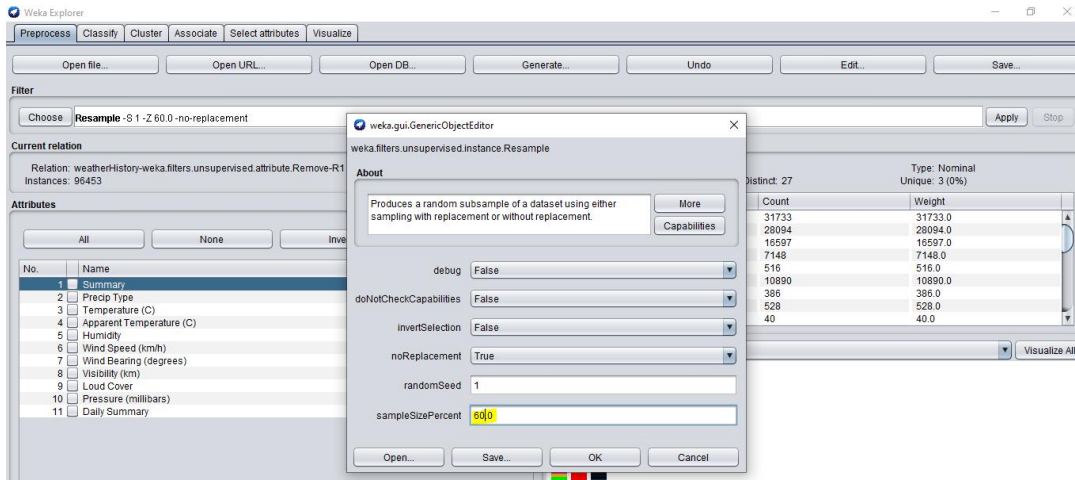 Weka Explorer
Preprocess Classify Cluster Associate Select attributes Visualize
Open file... Open URL... Open DB... Generate... Undo Edit... Save...
Filter
Choose Resample -S 1 -Z 60.0 -no-replacement Apply Stop
Current relation
Relation: weatherHistory-weka.filters.unsupervised.attribute.Remove-R1
Instances: 96453
Attributes
All None Inve
No. Name
1 Summary
2 Precip Type
3 Temperature (C)
4 Apparent Temperature (C)
5 Humidity
6 Wind Speed (km/h)
7 Wind Bearing (degrees)
8 Visibility (km)
9 Loud Cover
10 Pressure (millibars)
11 Daily Summary
weka.gui.GenericObjectEditor
weka.filters.unsupervised.instance.Resample
About
Produces a random subsample of a dataset using either
sampling with replacement or without replacement.
More
Capabilities
debug False
doNotCheckCapabilities False
invertSelection False
noReplacement True
randomSeed 1
sampleSizePercent 60.0
Open... Save... OK Cancel
Type: Nominal
Distinct: 27 Unique: 3 (0%)
Count Weight
31733 31733.0
28094 28094.0
16597 16597.0
7148 7148.0
516 516.0
10890 10890.0
386 386.0
528 528.0
40 40.0
Visualize All